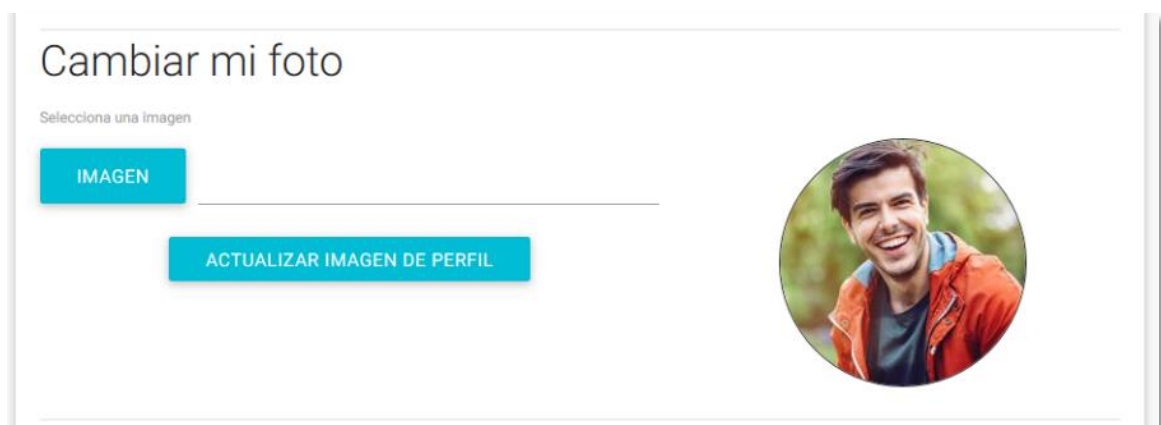 Cambiar mi foto
Selecciona una imagen
IMAGEN
ACTUALIZAR IMAGEN DE PERFIL